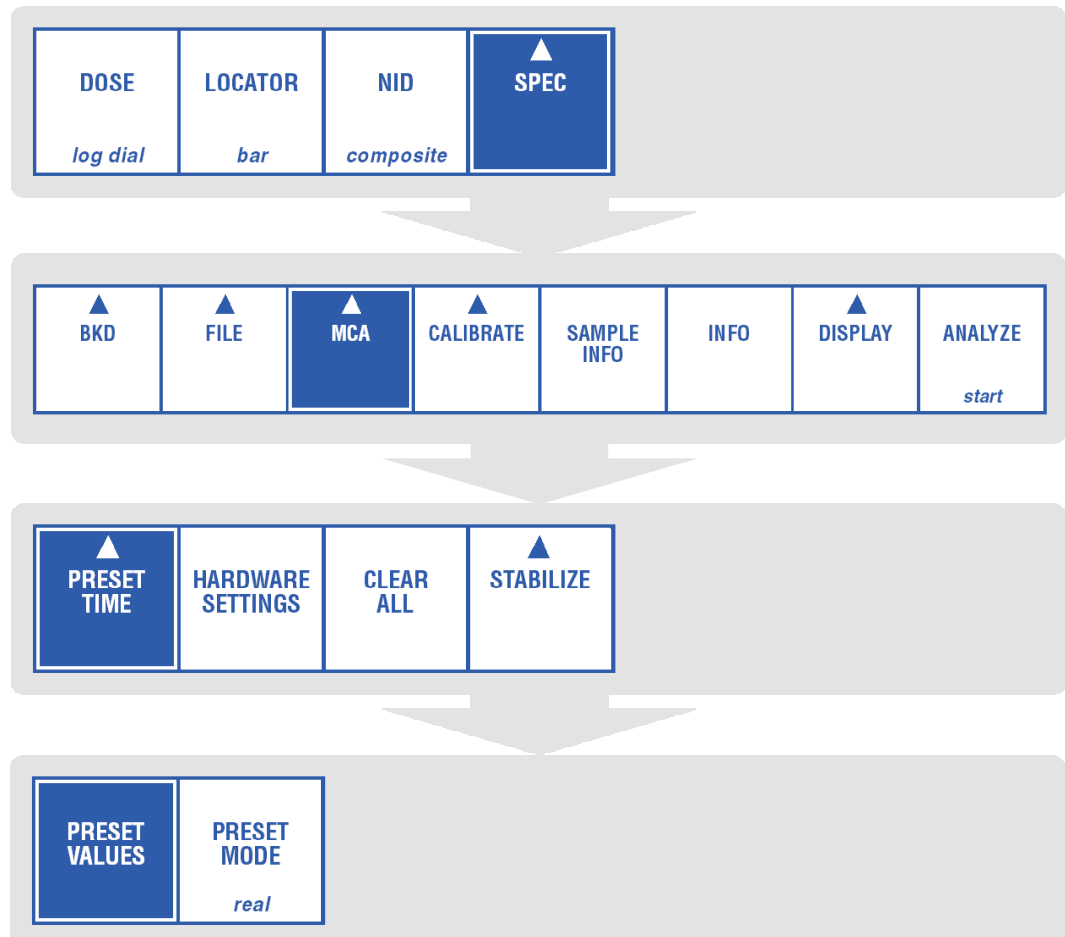 DOSE
log dial
LOCATOR
bar
NID
composite
SPEC
BKD
FILE
MCA
CALIBRATE
SAMPLE
INFO
INFO
DISPLAY
ANALYZE
start
PRESET
TIME
HARDWARE
SETTINGS
CLEAR
ALL
STABILIZE
PRESET
VALUES
PRESET
MODE
real